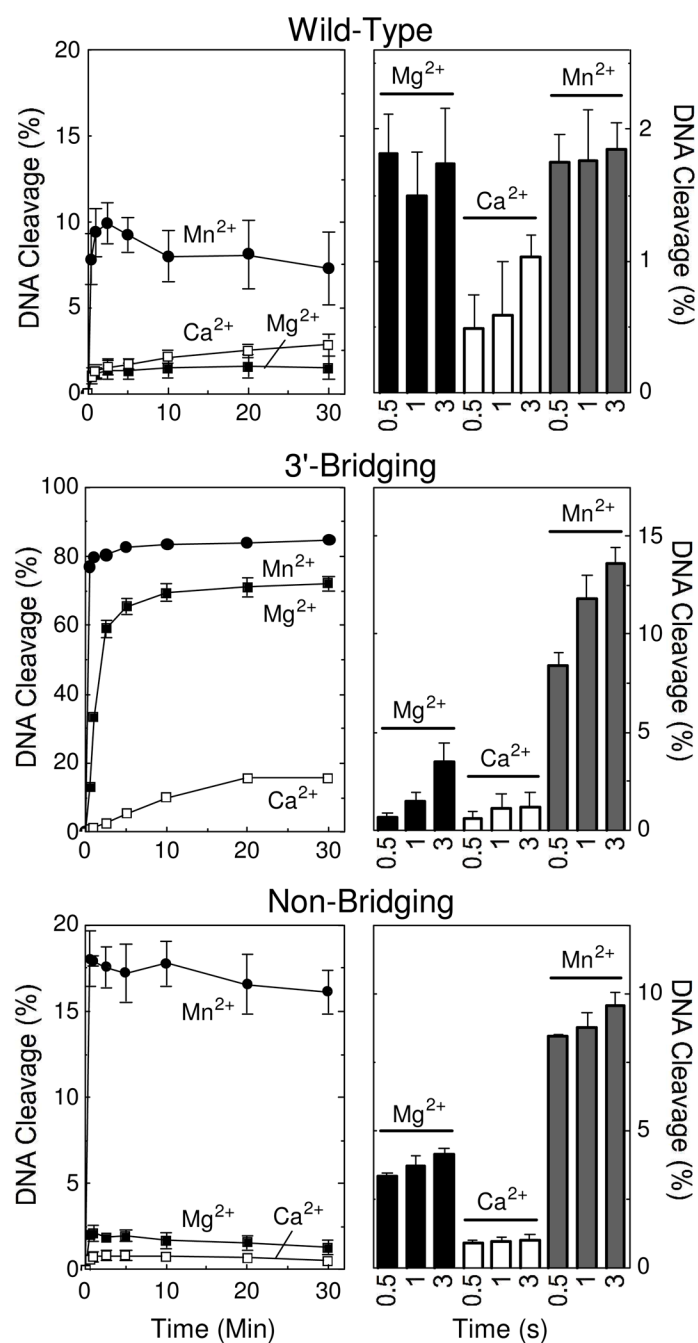 Wild-Type
DNA Cleavage (%)
20
15
10
5
0
0 10 20 30
Mn²⁺
Ca²⁺
Mg²⁺
Mg²⁺
Ca²⁺
Mn²⁺
0.5 1 3 0.5 1 3 0.5 1 3
2
1
0
DNA Cleavage (%)
3'-Bridging
DNA Cleavage (%)
100
80
60
40
20
0
0 10 20 30
Mn²⁺
Mg²⁺
Ca²⁺
Mg²⁺
Ca²⁺
Mn²⁺
0.5 1 3 0.5 1 3 0.5 1 3
15
10
5
0
DNA Cleavage (%)
Non-Bridging
DNA Cleavage (%)
20
15
10
5
0
0 10 20 30
Mn²⁺
Mg²⁺
Ca²⁺
Time (Min)
Mg²⁺
Ca²⁺
Mn²⁺
0.5 1 3 0.5 1 3 0.5 1 3
10
5
0
DNA Cleavage (%)
Time (s)